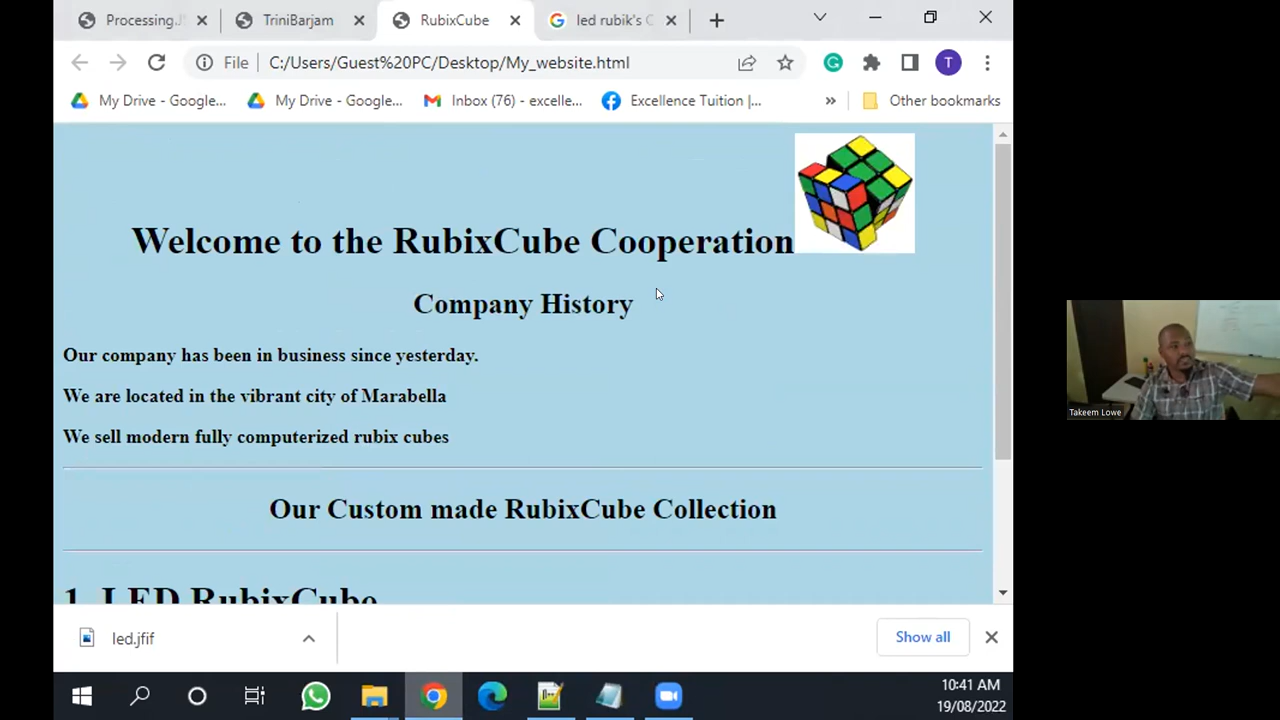 Processing.J
TriniBarjam
RubixCube
led rubik's C
File
C:/Users/Guest%20PC/Desktop/My_website.html
T
My Drive - Google...
My Drive - Google...
Inbox (76) - excelle...
Excellence Tuition |...
»
Other bookmarks
Welcome to the RubixCube Cooperation
Company History
Our company has been in business since yesterday.
We are located in the vibrant city of Marabella
We sell modern fully computerized rubix cubes
Our Custom made RubixCube Collection
1. LED RubixCube
Takeem Lowe
led.jfif
Show all
10:41 AM
19/08/2022